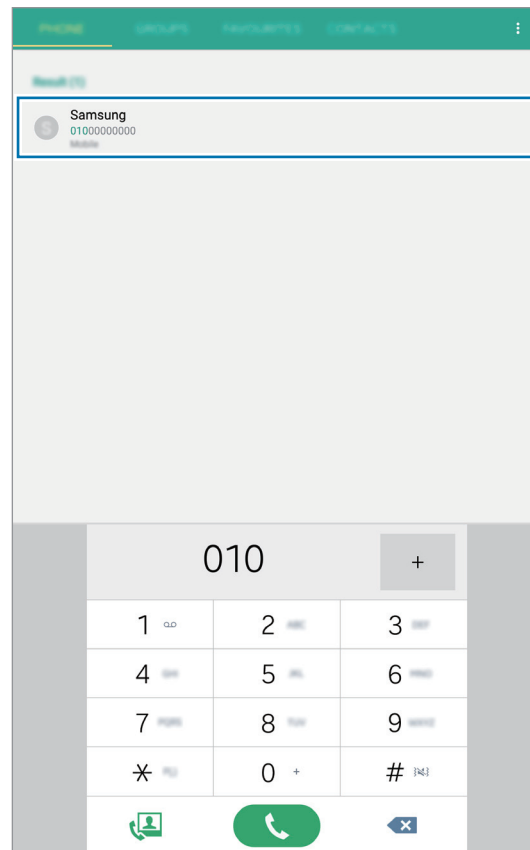 PHONE GROUPS FAVOURITES CONTACTS
Result (1)
S
Samsung
01000000000
Mobile
010 +
1 2 ABC 3 DEF
4 GHI 5 JKL 6 MNO
7 PQRS 8 TUV 9 WXYZ
* 0 + #